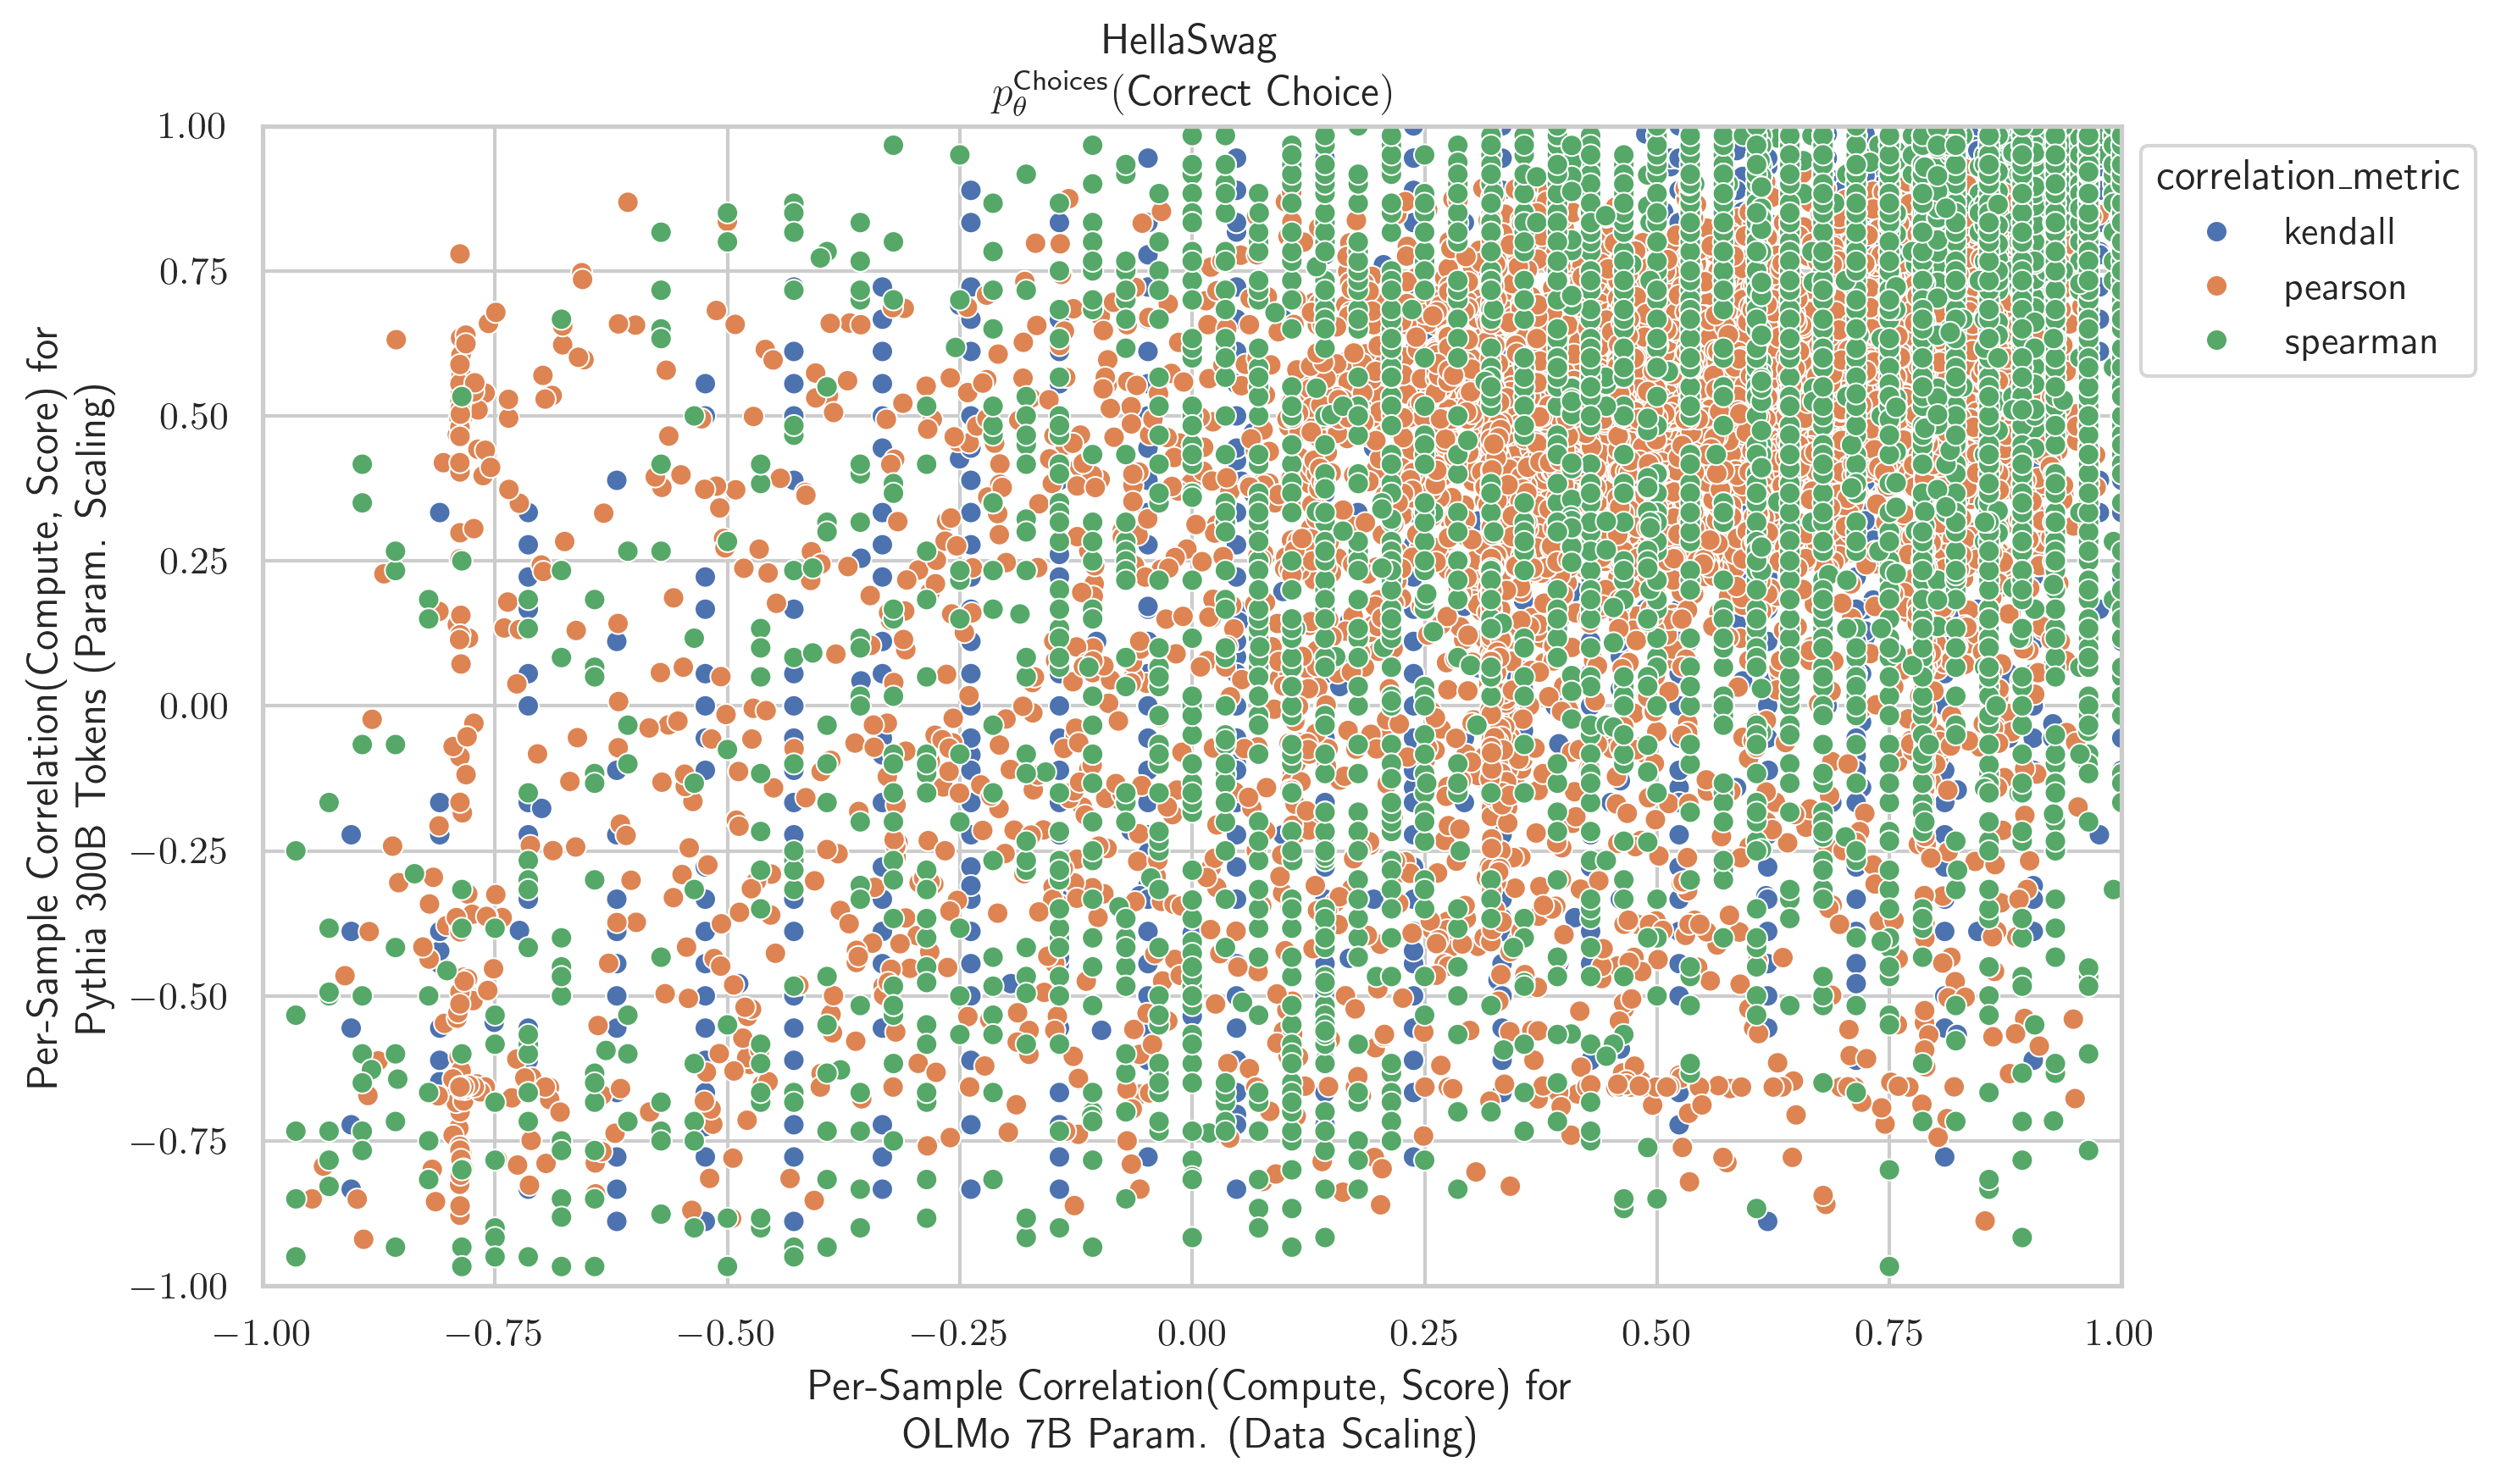 HellaSwag
p_θ^Choices(Correct Choice)
1.00
0.75
0.50
0.25
0.00
−0.25
−0.50
−0.75
−1.00
Per-Sample Correlation(Compute, Score) for
Pythia 300B Tokens (Param. Scaling)
−1.00 −0.75 −0.50 −0.25 0.00 0.25 0.50 0.75 1.00
Per-Sample Correlation(Compute, Score) for
OLMo 7B Param. (Data Scaling)
correlation_metric
kendall
pearson
spearman